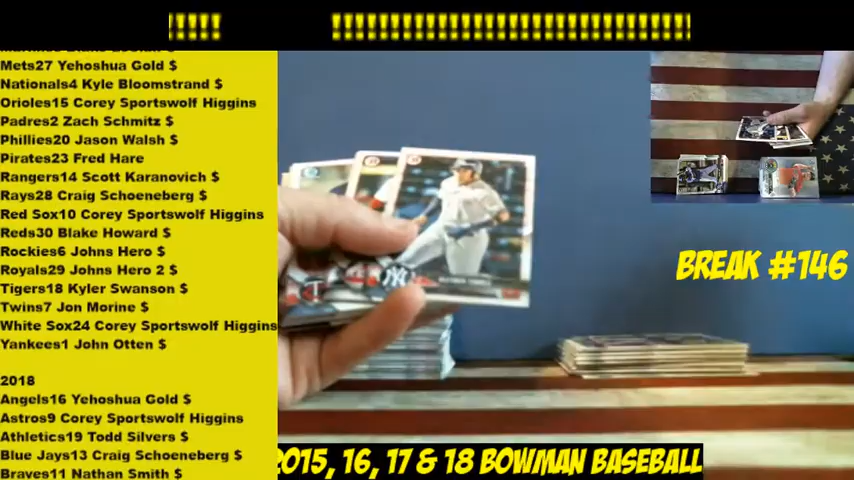 !!!!! !!!!!!!!!!!!!!!!!!!!!!!!!!!!!!!!!!!
Mets27 Yehoshua Gold $
Nationals4 Kyle Bloomstrand $
Orioles15 Corey Sportswolf Higgins
Padres2 Zach Schmitz $
Phillies20 Jason Walsh $
Pirates23 Fred Hare
Rangers14 Scott Karanovich $
Rays28 Craig Schoeneberg $
Red Sox10 Corey Sportswolf Higgins
Reds30 Blake Howard $
Rockies6 Johns Hero $
Royals29 Johns Hero 2 $
Tigers18 Kyler Swanson $
Twins7 Jon Morine $
White Sox24 Corey Sportswolf Higgins
Yankees1 John Otten $
2018
Angels16 Yehoshua Gold $
Astros9 Corey Sportswolf Higgins
Athletics19 Todd Silvers $
Blue Jays13 Craig Schoeneberg $
Braves11 Nathan Smith $
BREAK #146
2015, 16, 17 & 18 BOWMAN BASEBALL